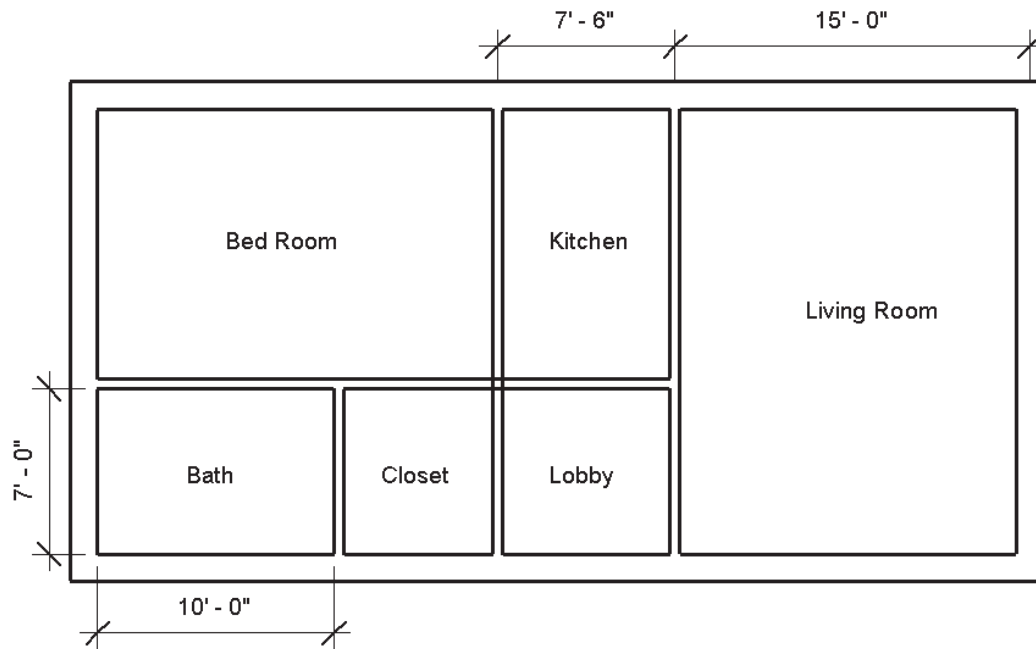 7' - 6"
15' - 0"
Bed Room
Kitchen
Living Room
7' - 0"
Bath
Closet
Lobby
10' - 0"